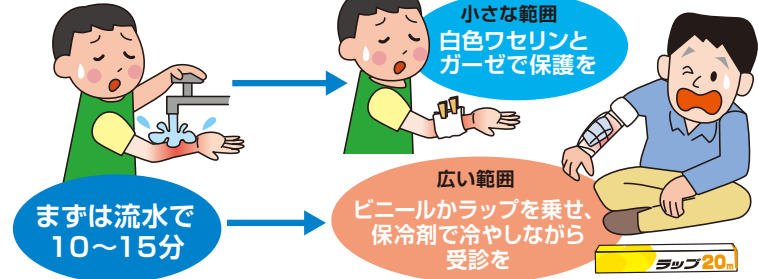 小さな範囲
白色ワセリンと
ガーゼで保護を
まずは流水で
10〜15分
広い範囲
ビニールかラップを乗せ、
保冷剤で冷やしながら
受診を
ラップ20m